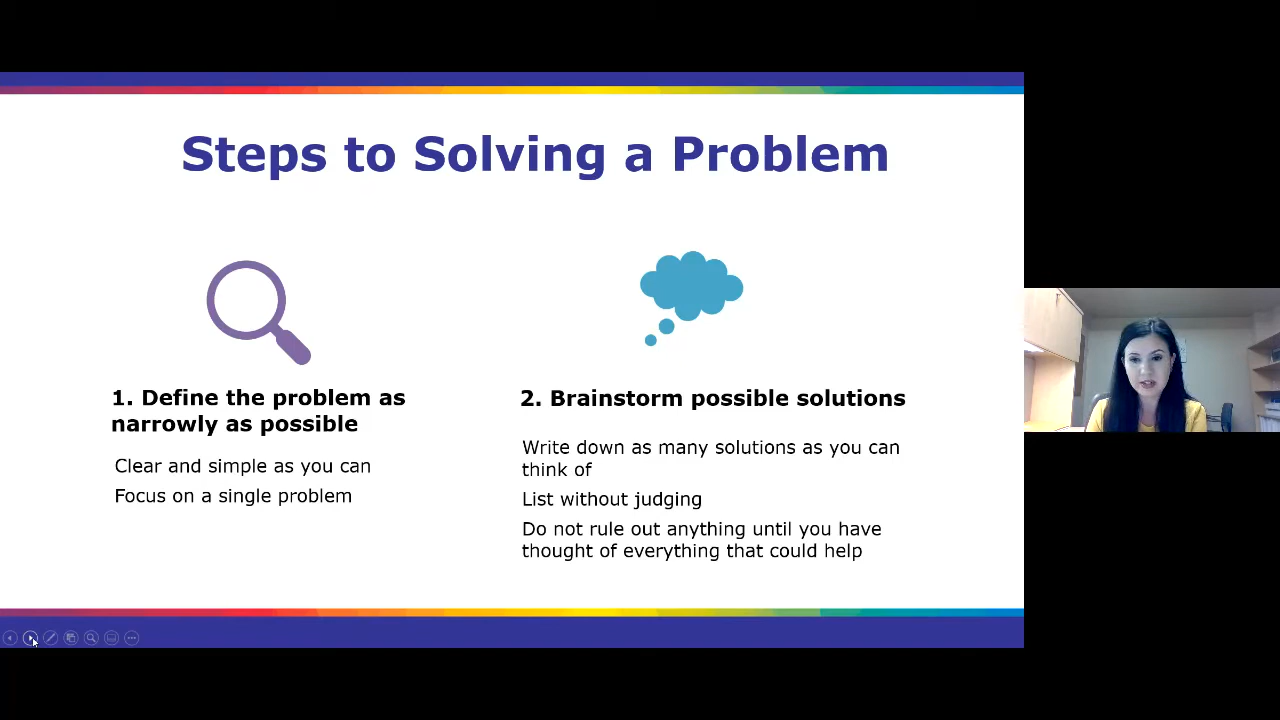 Steps to Solving a Problem
1. Define the problem as
narrowly as possible
Clear and simple as you can
Focus on a single problem
2. Brainstorm possible solutions
Write down as many solutions as you can
think of
List without judging
Do not rule out anything until you have
thought of everything that could help